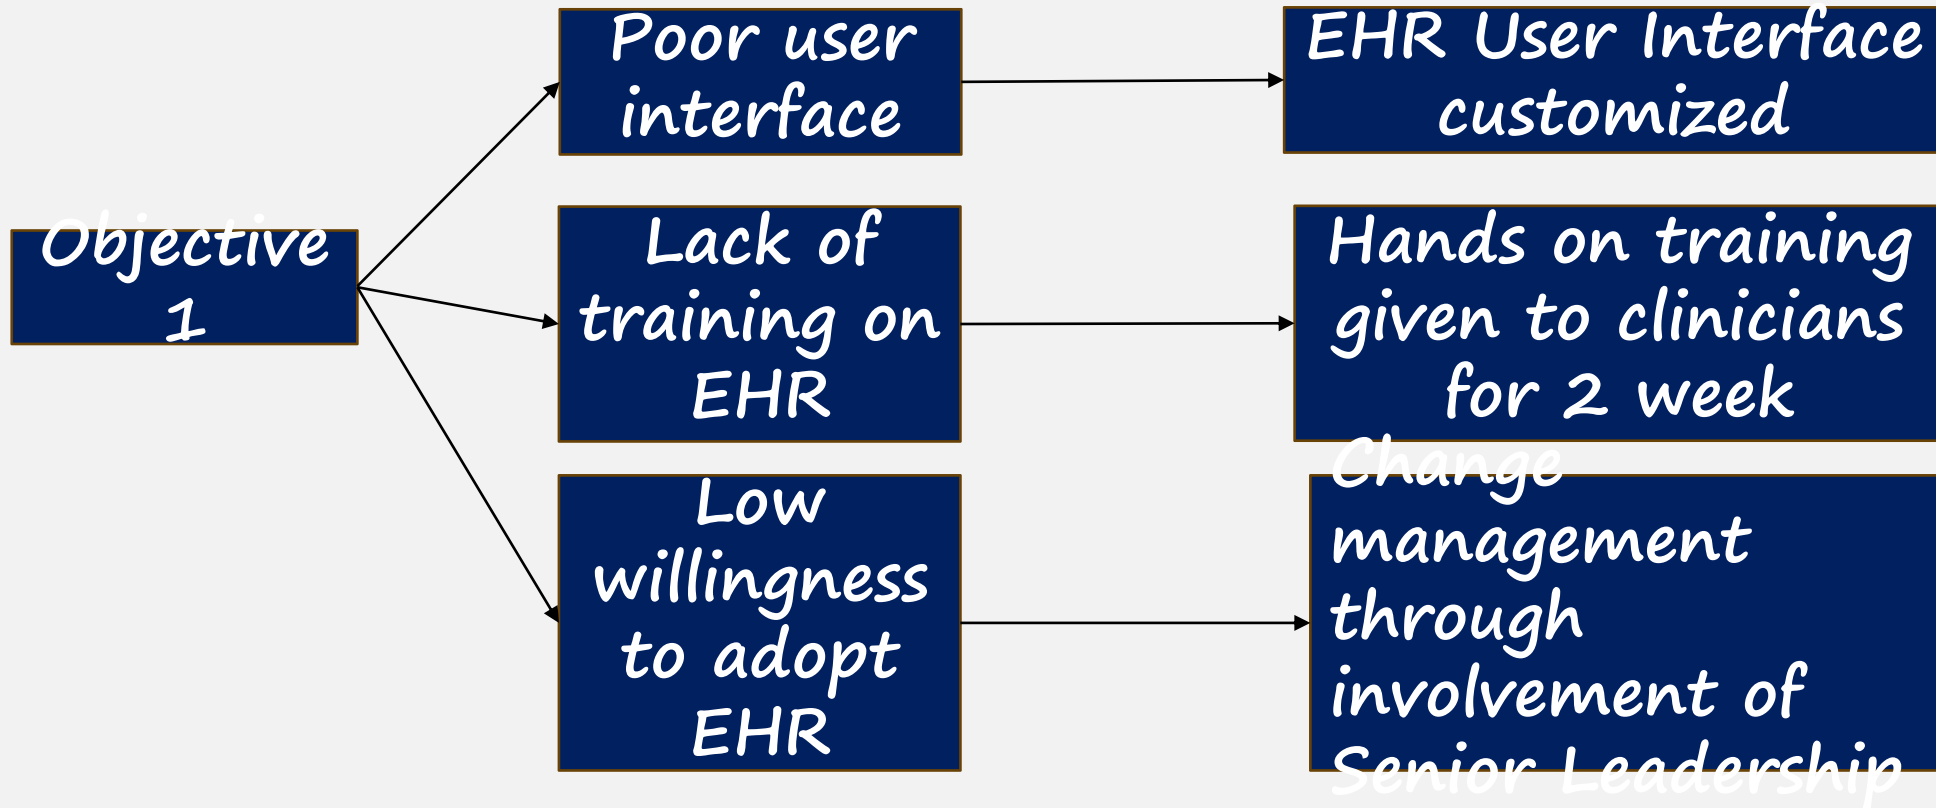 Poor user
interface
EHR User Interface
customized
Objective
1
Lack of
training on
EHR
Hands on training
given to clinicians
for 2 week
Low
willingness
to adopt
EHR
Change
management
through
involvement of
Senior Leadership